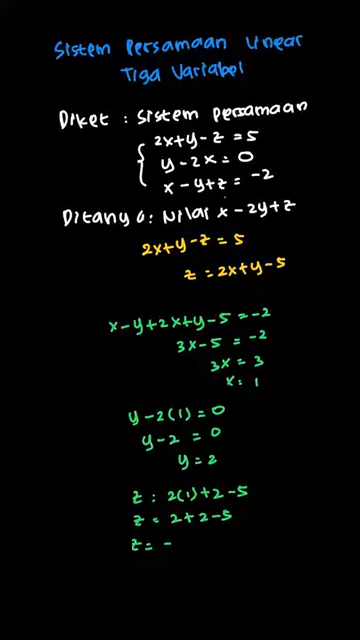 Sistem Persamaan Linear
Tiga Variabel
Diket : Sistem persamaan
2x+y-z=5
y-2x=0
x-y+z=-2
Ditanya : Nilai x-2y+z
2x+y-z=5
z=2x+y-5
x-y+2x+y-5=-2
3x-5=-2
3x=3
x=1
y-2(1)=0
y-2=0
y=2
z: 2(1)+2-5
z=2+2-5
z=-